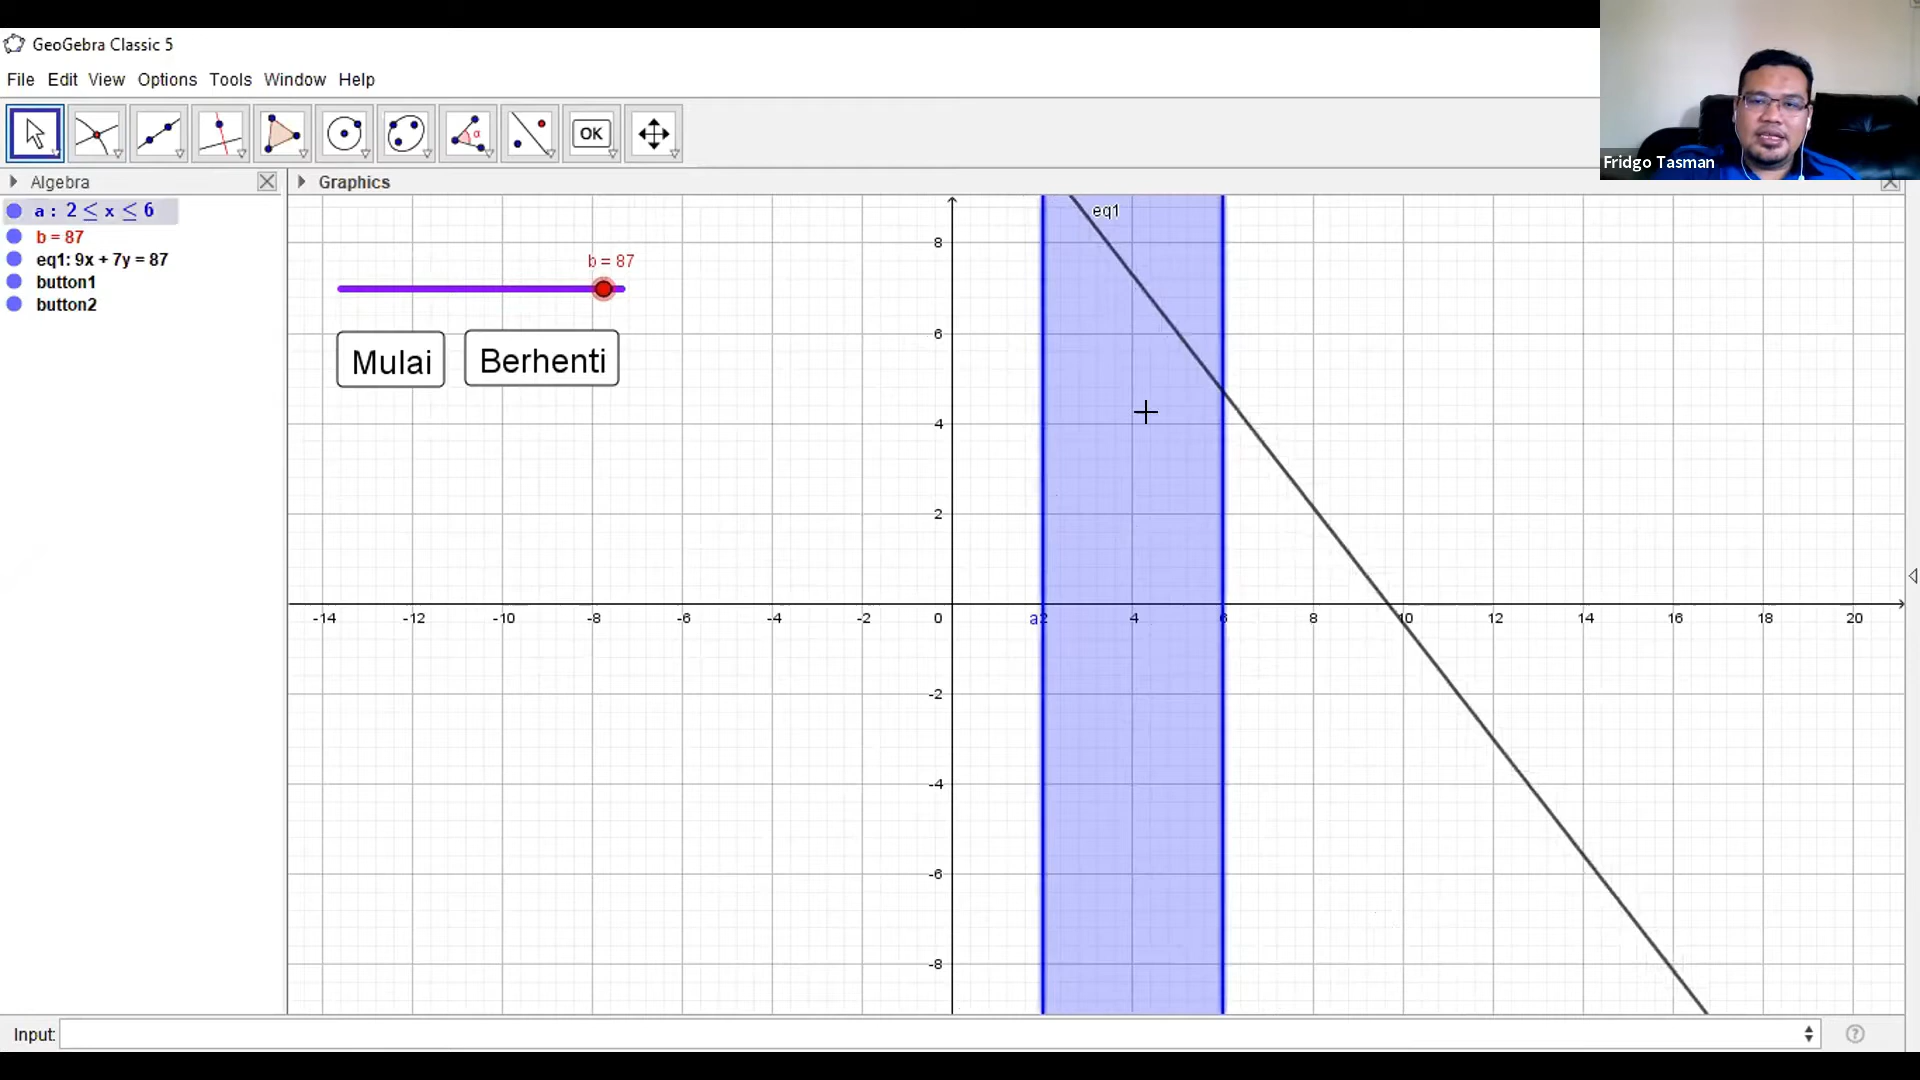 GeoGebra Classic 5
File Edit View Options Tools Window Help
α
OK
Fridgo Tasman
Algebra
Graphics
a : 2 ≤ x ≤ 6
b = 87
eq1: 9x + 7y = 87
button1
button2
b = 87
Mulai
Berhenti
eq1
8
6
4
2
-14 -12 -10 -8 -6 -4 -2 0 a 2 4 6 8 10 12 14 16 18 20
-2
-4
-6
-8
Input:
?